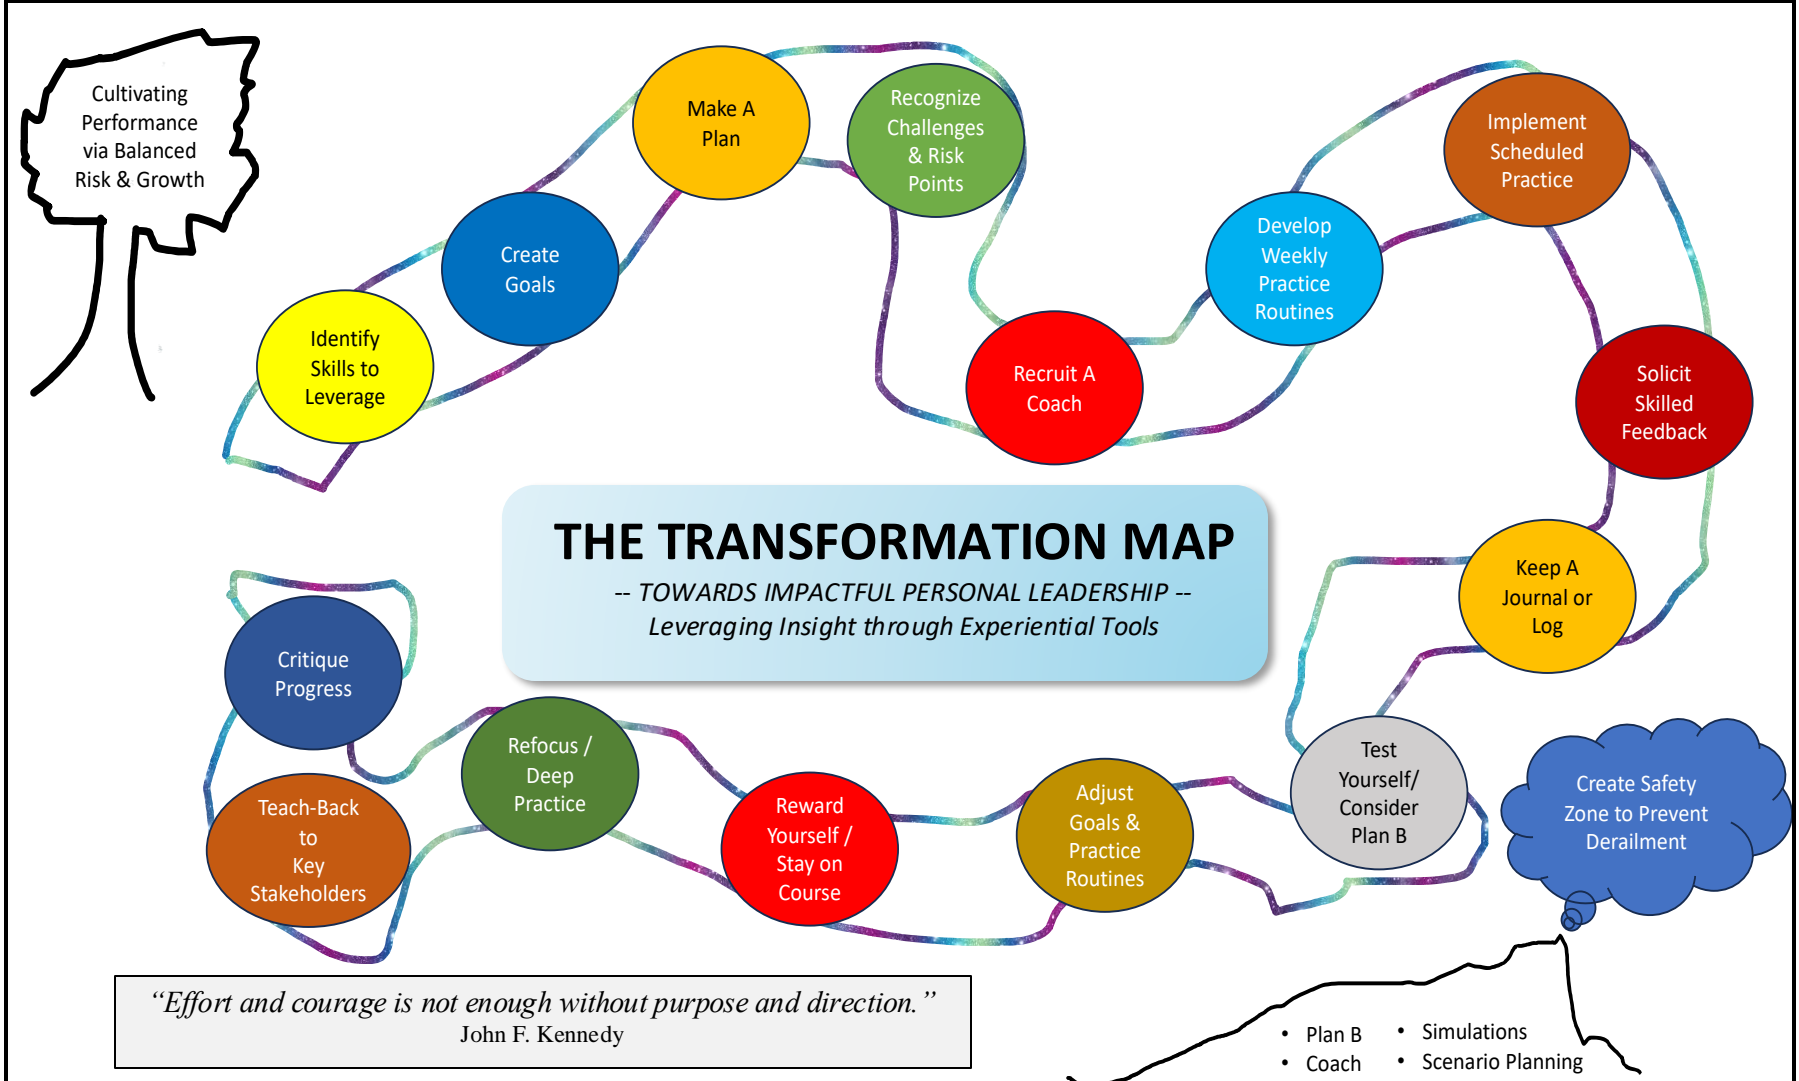 Cultivating
Performance
via Balanced
Risk & Growth
Identify
Skills to
Leverage
Create
Goals
Make A
Plan
Recognize
Challenges
& Risk
Points
Recruit A
Coach
Develop
Weekly
Practice
Routines
Implement
Scheduled
Practice
Solicit
Skilled
Feedback
Keep A
Journal or
Log
THE TRANSFORMATION MAP
-- TOWARDS IMPACTFUL PERSONAL LEADERSHIP --
Leveraging Insight through Experiential Tools
Test
Yourself/
Consider
Plan B
Adjust
Goals &
Practice
Routines
Reward
Yourself /
Stay on
Course
Refocus /
Deep
Practice
Critique
Progress
Teach-Back
to
Key
Stakeholders
Create Safety
Zone to Prevent
Derailment
“Effort and courage is not enough without purpose and direction.”
John F. Kennedy
• Plan B
• Coach
• Simulations
• Scenario Planning